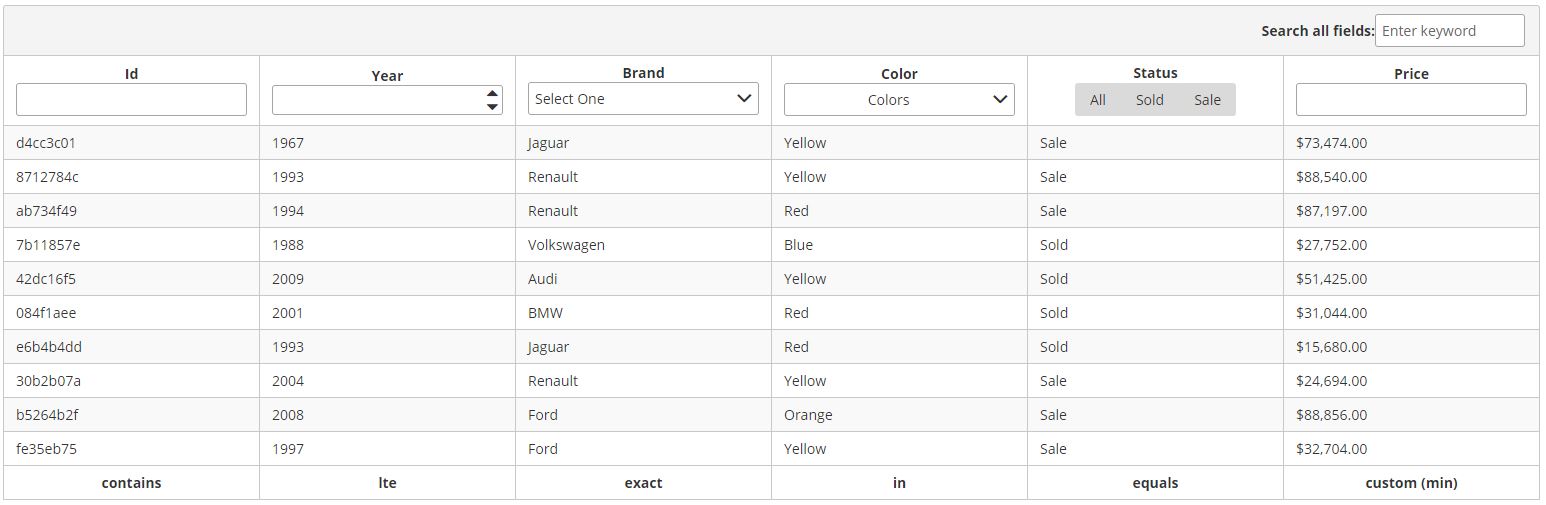 Search all fields: Enter keyword
Id Year Brand Color Status Price
Select One Colors All Sold Sale
d4cc3c01 1967 Jaguar Yellow Sale $73,474.00
8712784c 1993 Renault Yellow Sale $88,540.00
ab734f49 1994 Renault Red Sale $87,197.00
7b11857e 1988 Volkswagen Blue Sold $27,752.00
42dc16f5 2009 Audi Yellow Sold $51,425.00
084f1aee 2001 BMW Red Sold $31,044.00
e6b4b4dd 1993 Jaguar Red Sold $15,680.00
30b2b07a 2004 Renault Yellow Sale $24,694.00
b5264b2f 2008 Ford Orange Sale $88,856.00
fe35eb75 1997 Ford Yellow Sale $32,704.00
contains lte exact in equals custom (min)